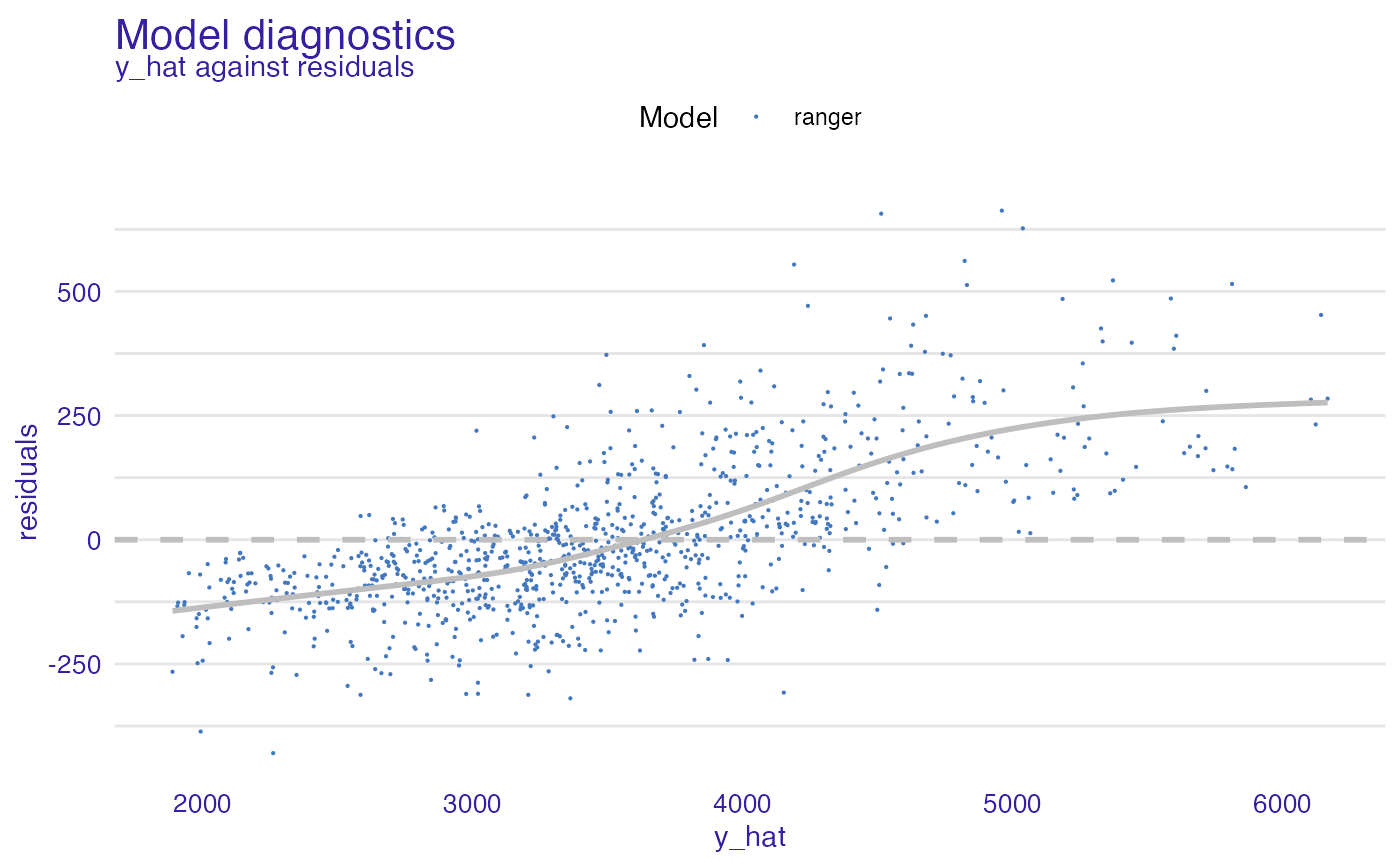 Model diagnostics
y_hat against residuals
Model ranger
500
250
0
-250
residuals
2000 3000 4000 5000 6000
y_hat